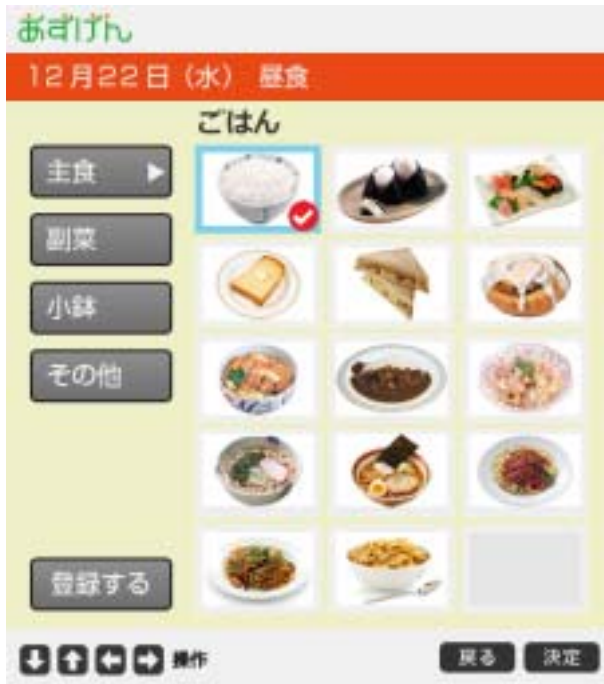 あすけん
12月22日（水） 昼食
ごはん
主食
副菜
小鉢
その他
登録する
操作
戻る
決定